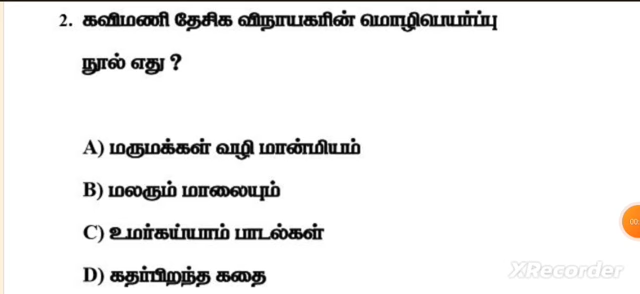 2. கவிமணி தேசிக விநாயகரின் மொழிபெயர்ப்பு
நூல் எது ?
A) மருமக்கள் வழி மான்மியம்
B) மலரும் மாலையும்
C) உமர்கய்யாம் பாடல்கள்
D) கதர்பிறந்த கதை
XRecorder